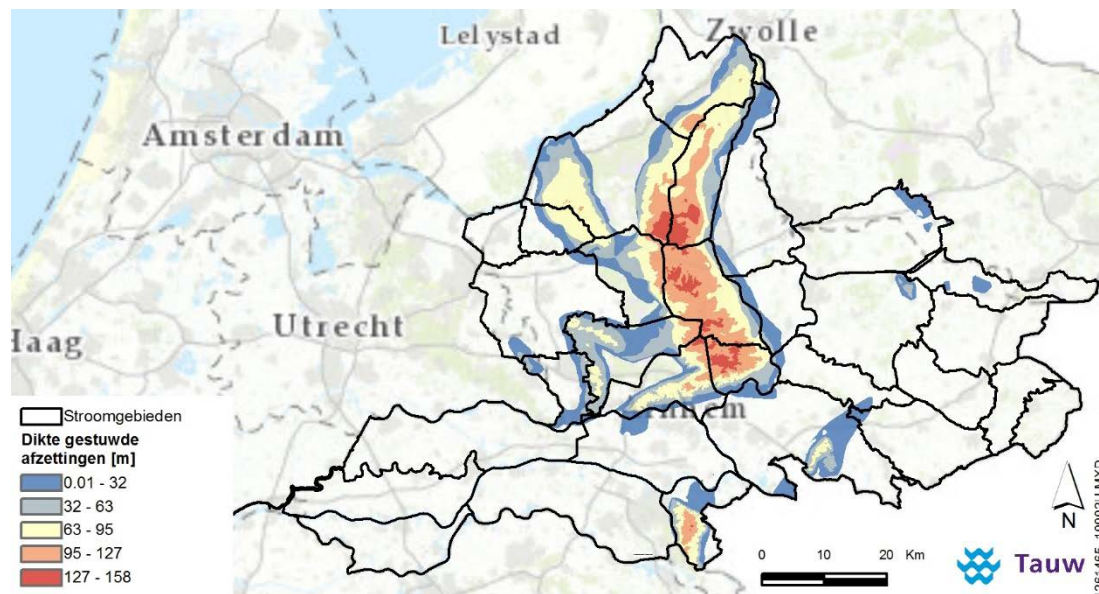 Lelystad
Zwolle
Amsterdam
Utrecht
Haag
Stroomgebieden
Dikte gestuwde
afzettingen [m]
0.01 - 32
32 - 63
63 - 95
95 - 127
127 - 158
0 10 20 Km
N
Tauw